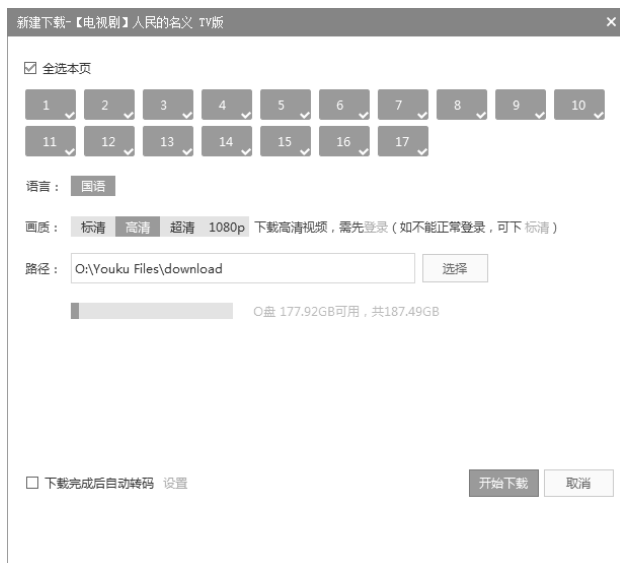 新建下载-【电视剧】人民的名义 TV版
全选本页
1 2 3 4 5 6 7 8 9 10
11 12 13 14 15 16 17
语言： 国语
画质： 标清 高清 超清 1080p 下载高清视频，需先登录（如不能正常登录，可下 标清）
路径： O:\Youku Files\download 选择
O盘 177.92GB可用，共187.49GB
下载完成后自动转码 设置 开始下载 取消